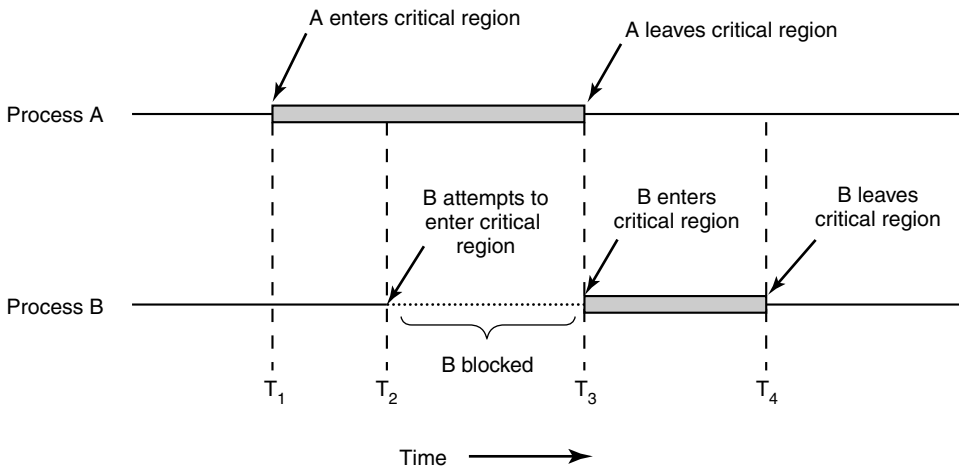 A enters critical region
A leaves critical region
Process A
B attempts to
enter critical
region
B enters
critical region
B leaves
critical region
Process B
B blocked
T1
T2
T3
T4
Time